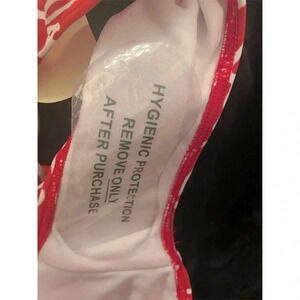 HYGIENIC PROTECTION
REMOVE ONLY
AFTER PURCHASE